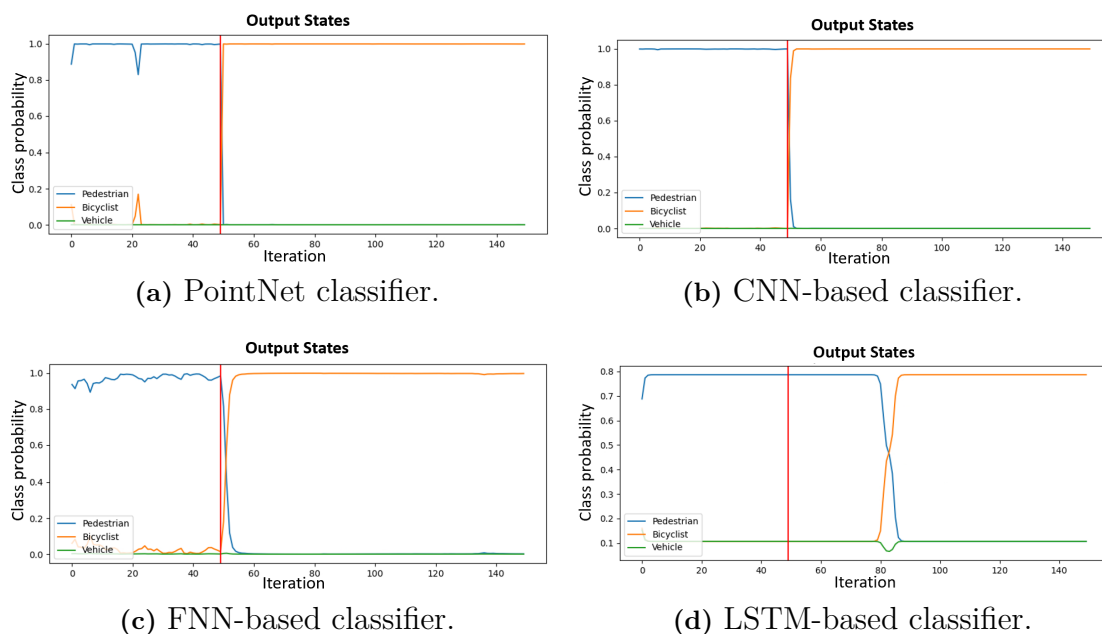 Output States
Class probability
1.0
0.8
0.6
0.4
0.2
0.0
Pedestrian
Bicyclist
Vehicle
0 20 40 60 80 100 120 140
Iteration
(a) PointNet classifier.
Output States
Class probability
1.0
0.8
0.6
0.4
0.2
0.0
Pedestrian
Bicyclist
Vehicle
0 20 40 60 80 100 120 140
Iteration
(b) CNN-based classifier.
Output States
Class probability
1.0
0.8
0.6
0.4
0.2
0.0
Pedestrian
Bicyclist
Vehicle
0 20 40 60 80 100 120 140
Iteration
(c) FNN-based classifier.
Output States
Class probability
0.8
0.7
0.6
0.5
0.4
0.3
0.2
0.1
Pedestrian
Bicyclist
Vehicle
0 20 40 60 80 100 120 140
Iteration
(d) LSTM-based classifier.